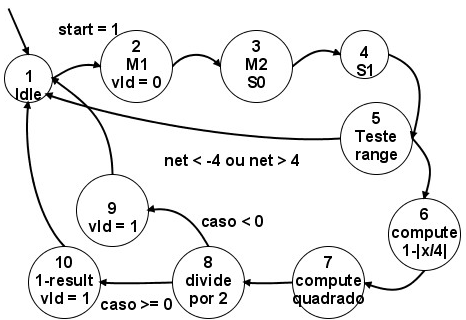 start = 1
1
Idle
2
M1
vld = 0
3
M2
S0
4
S1
5
Teste
range
net < -4 ou net > 4
6
compute
1-|x/4|
7
compute
quadrado
8
divide
por 2
caso < 0
9
vld = 1
caso >= 0
10
1-result
vld = 1